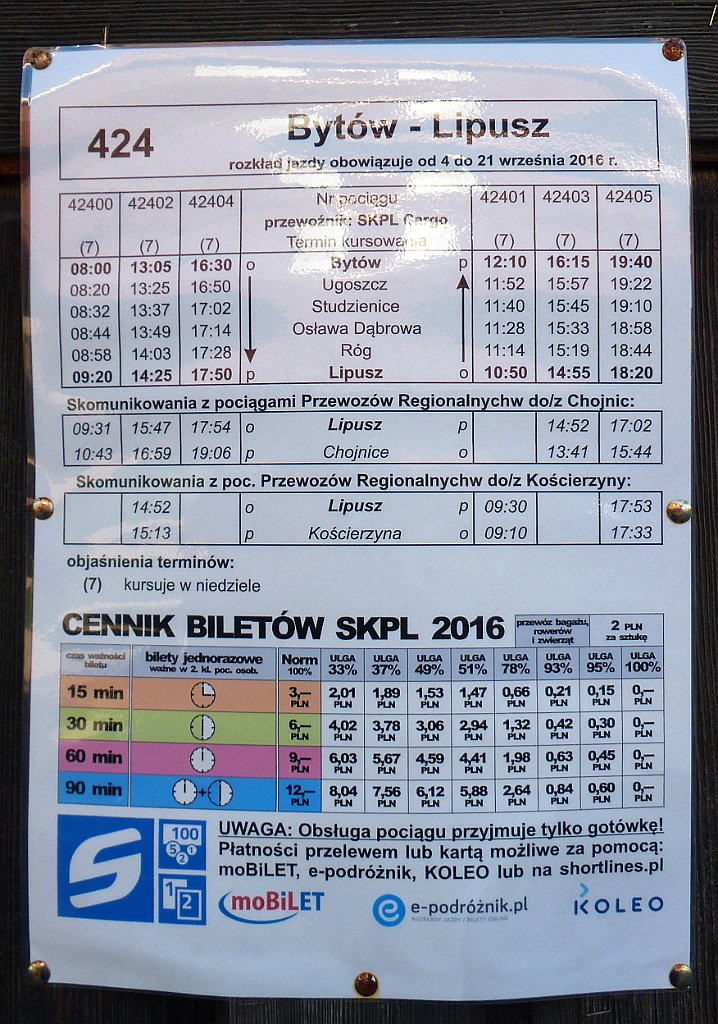 424 Bytów - Lipusz
rozkład jazdy obowiązuje od 4 do 21 września 2016 r.
42400 42402 42404 Nr pociągu 42401 42403 42405
przewoźnik: SKPL Cargo
(7) (7) (7) Termin kursowania (7) (7) (7)
08:00 13:05 16:30 o Bytów p 12:10 16:15 19:40
08:20 13:25 16:50 Ugoszcz 11:52 15:57 19:22
08:32 13:37 17:02 Studzienice 11:40 15:45 19:10
08:44 13:49 17:14 Osława Dąbrowa 11:28 15:33 18:58
08:58 14:03 17:28 Róg 11:14 15:19 18:44
09:20 14:25 17:50 p Lipusz o 10:50 14:55 18:20
Skomunikowania z pociągami Przewozów Regionalnychw do/z Chojnic:
09:31 15:47 17:54 o Lipusz p 14:52 17:02
10:43 16:59 19:06 p Chojnice o 13:41 15:44
Skomunikowania z poc. Przewozów Regionalnychw do/z Kościerzyny:
14:52 o Lipusz p 09:30 17:53
15:13 p Kościerzyna o 09:10 17:33
objaśnienia terminów:
(7) kursuje w niedziele
CENNIK BILETÓW SKPL 2016 przewóz bagażu, rowerów i zwierząt 2 PLN za sztukę
czas ważności biletu bilety jednorazowe ważne w 2. kl. poc. osob. Norm 100% ULGA 33% ULGA 37% ULGA 49% ULGA 51% ULGA 78% ULGA 93% ULGA 95% ULGA 100%
15 min 3,— PLN 2,01 PLN 1,89 PLN 1,53 PLN 1,47 PLN 0,66 PLN 0,21 PLN 0,15 PLN 0,— PLN
30 min 6,— PLN 4,02 PLN 3,78 PLN 3,06 PLN 2,94 PLN 1,32 PLN 0,42 PLN 0,30 PLN 0,— PLN
60 min 9,— PLN 6,03 PLN 5,67 PLN 4,59 PLN 4,41 PLN 1,98 PLN 0,63 PLN 0,45 PLN 0,— PLN
90 min + 12,— PLN 8,04 PLN 7,56 PLN 6,12 PLN 5,88 PLN 2,64 PLN 0,84 PLN 0,60 PLN 0,— PLN
S 100 5 2 1
1 2
UWAGA: Obsługa pociągu przyjmuje tylko gotówkę!
Płatności przelewem lub kartą możliwe za pomocą:
moBiLET, e-podróżnik, KOLEO lub na shortlines.pl
moBiLET e-podróżnik.pl KOLEO
ROZKŁADY JAZDY / BILETY ONLINE